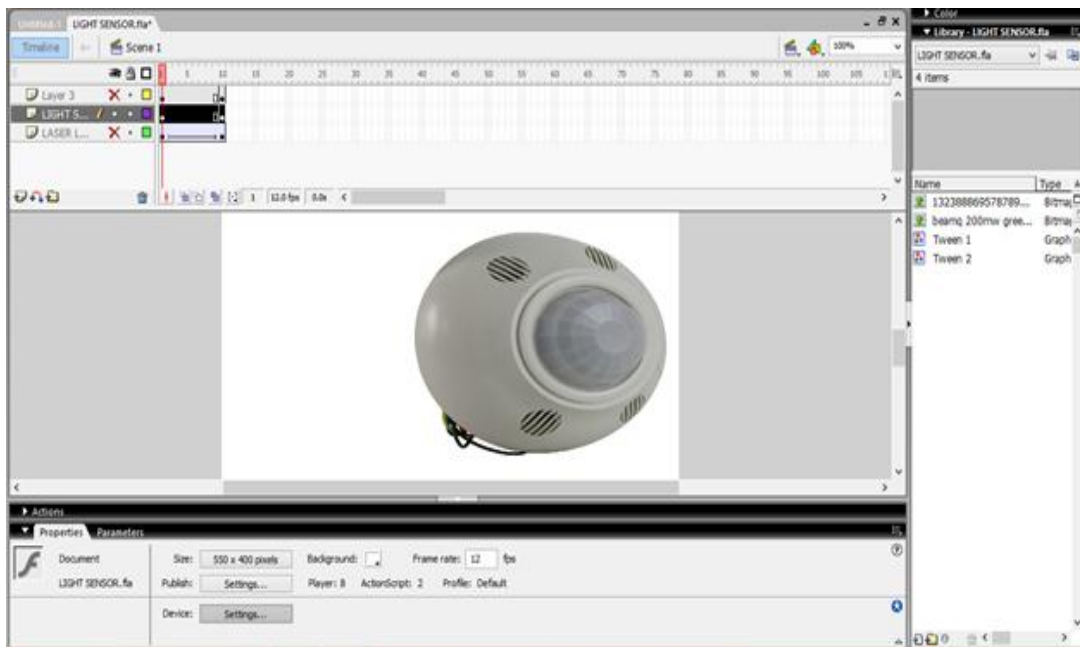 Untitled-1 LIGHT SENSOR.fla*
Timeline Scene 1 100%
1 5 10 15 20 25 30 35 40 45 50 55 60 65 70 75 80 85 90 95 100 105
Layer 3
LIGHT S...
LASER L...
1 12.0 fps 0.0s
Actions
Properties Parameters
Document Size: 550 x 400 pixels Background: Frame rate: 12 fps
LIGHT SENSOR.fla Publish: Settings... Player: 8 ActionScript: 2 Profile: Default
Device: Settings...
Color
Library - LIGHT SENSOR.fla
LIGHT SENSOR.fla
4 items
Name Type
132388869578789... Bitmap
beamq 200mw gree... Bitmap
Tween 1 Graph
Tween 2 Graph